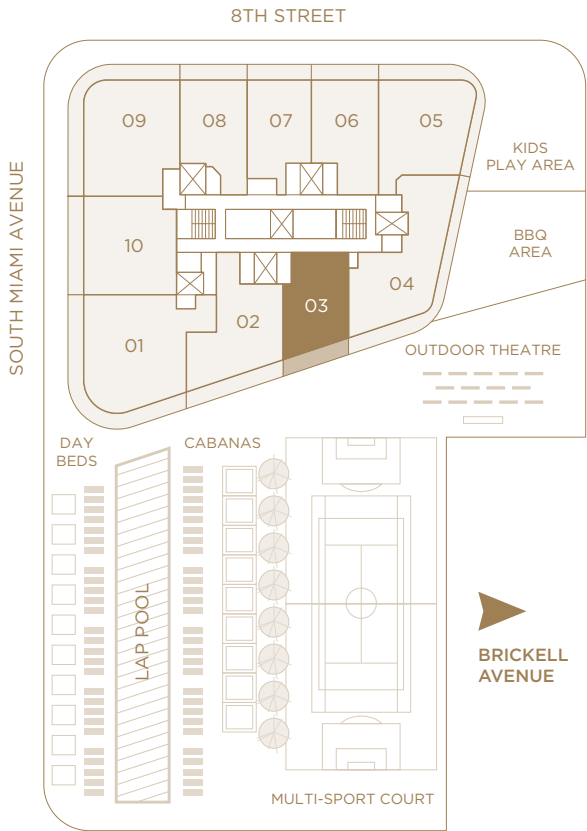 8TH STREET
SOUTH MIAMI AVENUE
09
08
07
06
05
KIDS
PLAY AREA
10
BBQ
AREA
04
03
02
01
OUTDOOR THEATRE
DAY
BEDS
CABANAS
LAP POOL
BRICKELL
AVENUE
MULTI-SPORT COURT